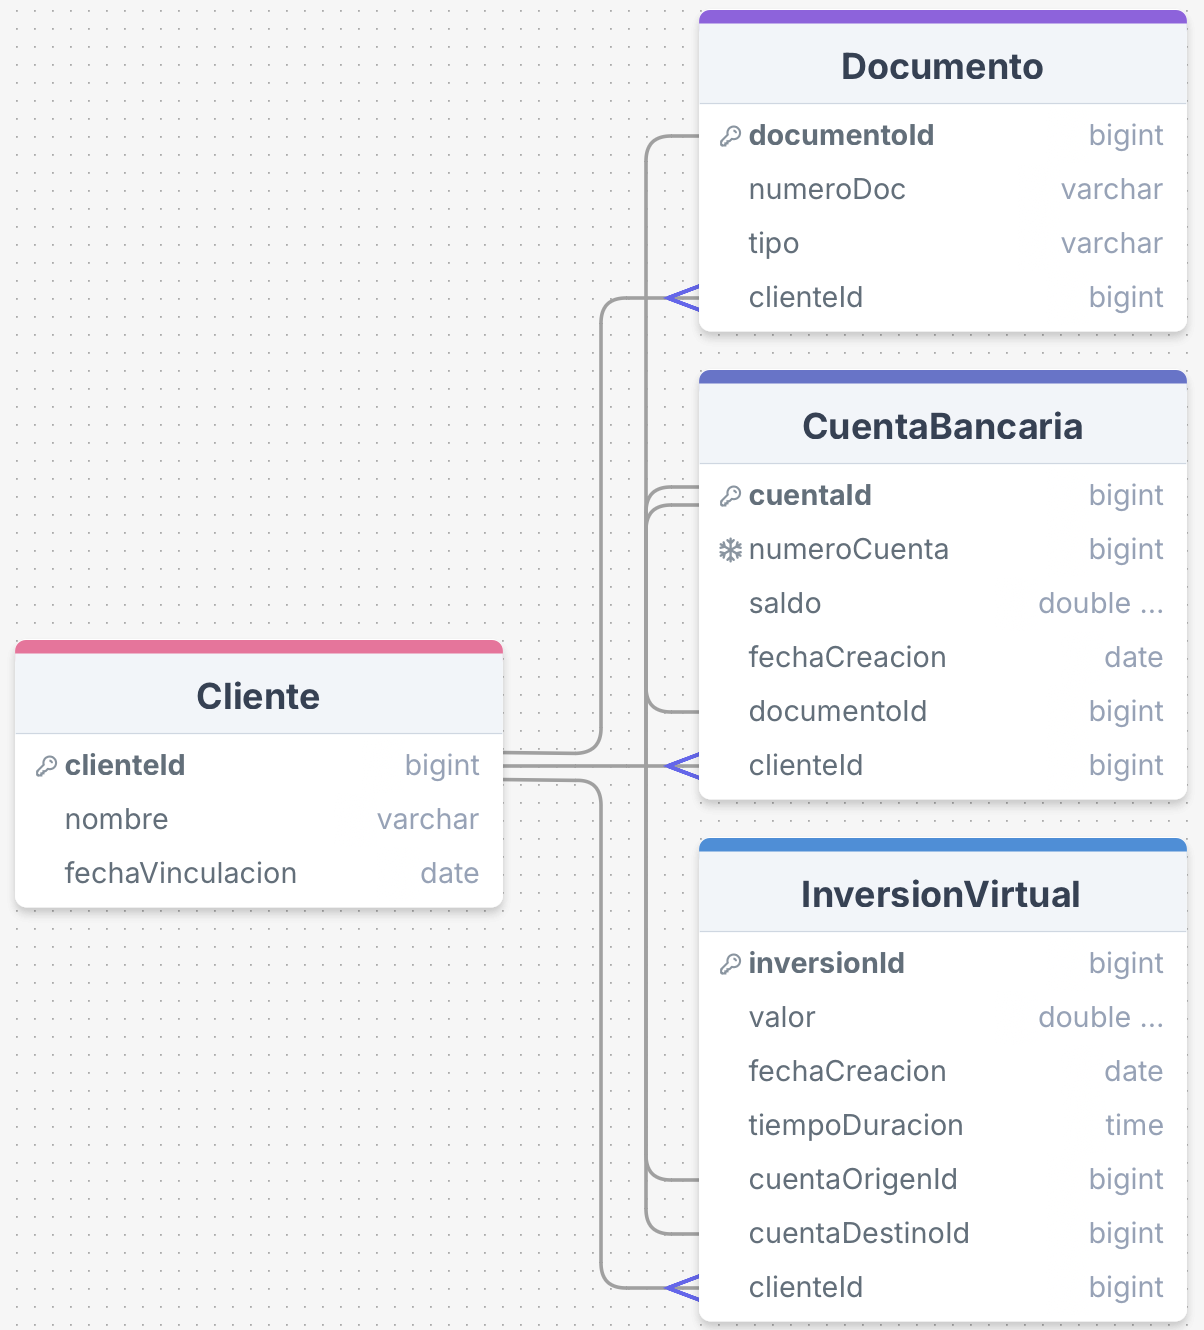 Documento
documentoId bigint
numeroDoc varchar
tipo varchar
clienteId bigint
CuentaBancaria
cuentaId bigint
numeroCuenta bigint
saldo double ...
fechaCreacion date
documentoId bigint
clienteId bigint
Cliente
clienteId bigint
nombre varchar
fechaVinculacion date
InversionVirtual
inversionId bigint
valor double ...
fechaCreacion date
tiempoDuracion time
cuentaOrigenId bigint
cuentaDestinoId bigint
clienteId bigint